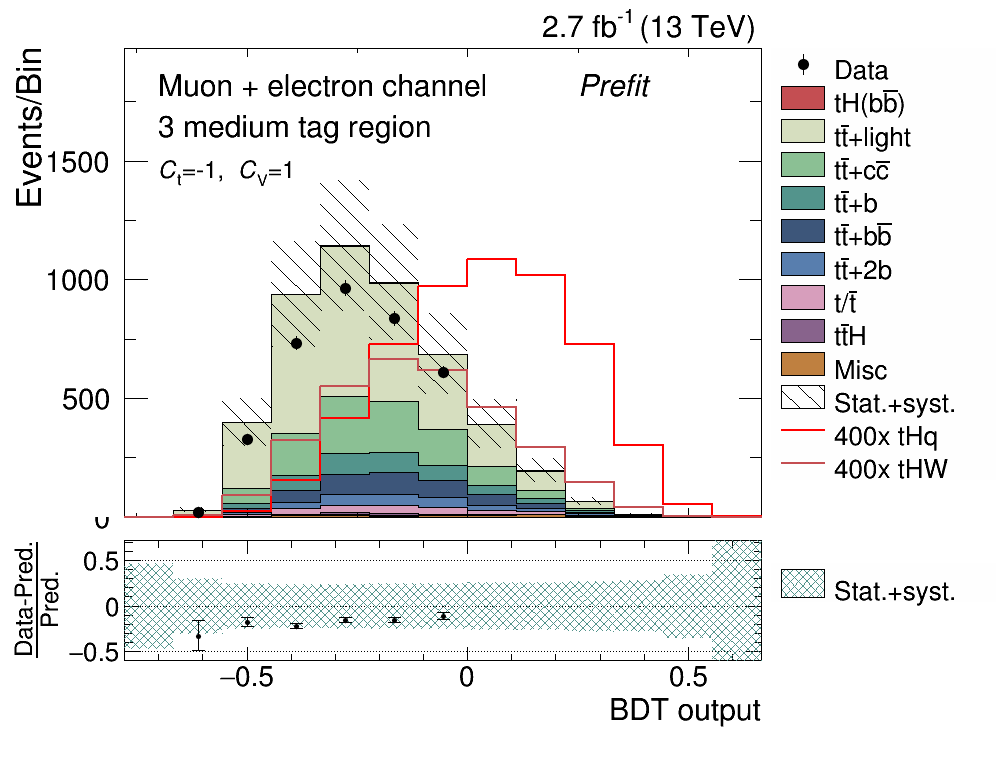 2.7 fb⁻¹ (13 TeV)
Events/Bin
1500
1000
500
0
Muon + electron channel
Prefit
3 medium tag region
Cₜ=-1, C_V=1
Data
tH(bb̅)
tt̅+light
tt̅+cc̅
tt̅+b
tt̅+bb̅
tt̅+2b
t/t̅
tt̅H
Misc
Stat.+syst.
400x tHq
400x tHW
Data-Pred.
Pred.
0.5
0
−0.5
Stat.+syst.
−0.5
0
0.5
BDT output